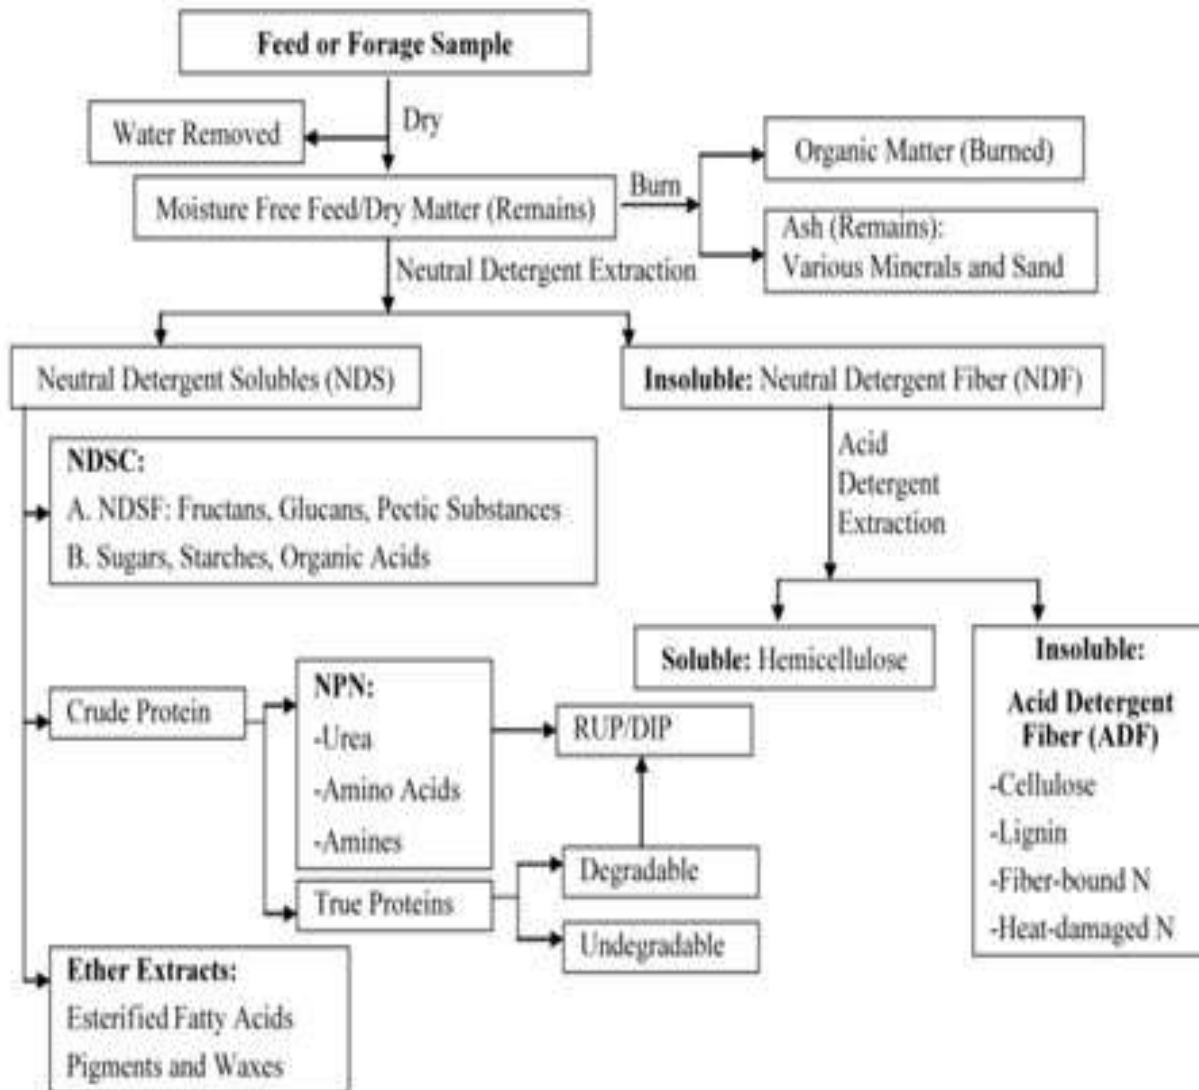 Feed or Forage Sample
Dry
Water Removed
Moisture Free Feed/Dry Matter (Remains)
Burn
Organic Matter (Burned)
Ash (Remains):
Various Minerals and Sand
Neutral Detergent Extraction
Neutral Detergent Solubles (NDS)
Insoluble: Neutral Detergent Fiber (NDF)
NDSC:
A. NDSF: Fructans, Glucans, Pectic Substances
B. Sugars, Starches, Organic Acids
Acid
Detergent
Extraction
Soluble: Hemicellulose
Insoluble:
Acid Detergent
Fiber (ADF)
-Cellulose
-Lignin
-Fiber-bound N
-Heat-damaged N
Crude Protein
NPN:
-Urea
-Amino Acids
-Amines
RUP/DIP
True Proteins
Degradable
Undegradable
Ether Extracts:
Esterified Fatty Acids
Pigments and Waxes